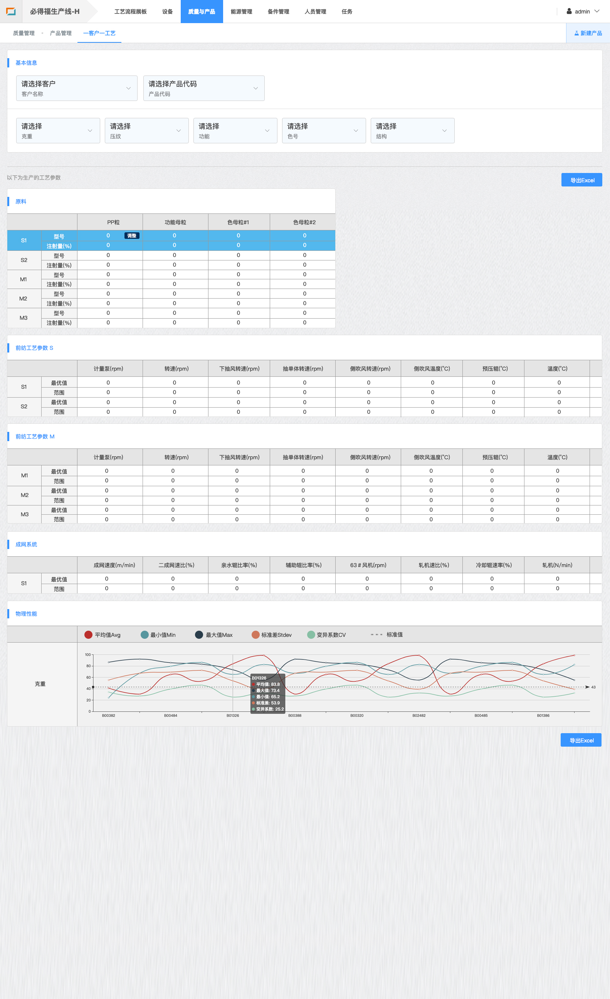 必得福生产线-H 工艺流程展板 设备 质量与产品 能源管理 备件管理 人员管理 任务 admin
质量管理 产品管理 一客户一工艺 新建产品
基本信息
请选择客户 请选择产品代码
客户名称 产品代码
请选择 请选择 请选择 请选择 请选择
克重 压纹 功能 色号 结构
以下为生产的工艺参数 导出Excel
原料
PP粒 功能母粒 色母粒#1 色母粒#2
S1 型号 0 调整 0 0 0
注射量(%) 0 0 0 0
S2 型号 0 0 0 0
注射量(%) 0 0 0 0
M1 型号 0 0 0 0
注射量(%) 0 0 0 0
M2 型号 0 0 0 0
注射量(%) 0 0 0 0
M3 型号 0 0 0 0
注射量(%) 0 0 0 0
前纺工艺参数 S
计量泵(rpm) 转速(rpm) 下抽风转速(rpm) 抽单体转速(rpm) 侧吹风转速(rpm) 侧吹风温度(°C) 预压辊(°C) 温度(°C)
S1 最优值 0 0 0 0 0 0 0 0
范围 0 0 0 0 0 0 0 0
S2 最优值 0 0 0 0 0 0 0 0
范围 0 0 0 0 0 0 0 0
前纺工艺参数 M
计量泵(rpm) 转速(rpm) 下抽风转速(rpm) 抽单体转速(rpm) 侧吹风转速(rpm) 侧吹风温度(°C) 预压辊(°C) 温度(°C)
M1 最优值 0 0 0 0 0 0 0 0
范围 0 0 0 0 0 0 0 0
M2 最优值 0 0 0 0 0 0 0 0
范围 0 0 0 0 0 0 0 0
M3 最优值 0 0 0 0 0 0 0 0
范围 0 0 0 0 0 0 0 0
成网系统
成网速度(m/min) 二成网速比(%) 亲水辊比率(%) 辅助辊比率(%) 63＃风机(rpm) 轧机速比(%) 冷却辊速率(%) 轧机(N/min)
S1 最优值 0 0 0 0 0 0 0 0
范围 0 0 0 0 0 0 0 0
物理性能
平均值Avg 最小值Min 最大值Max 标准差Stdev 变异系数CV 标准值
克重
100
80
60
40
20
0
43
B01326
平均值: 83.8
最大值: 73.4
最小值: 65.2
标准差: 53.9
变异系数: 25.2
B00382 B00484 B01326 B00388 B00320 B02482 B00485 B01386
导出Excel